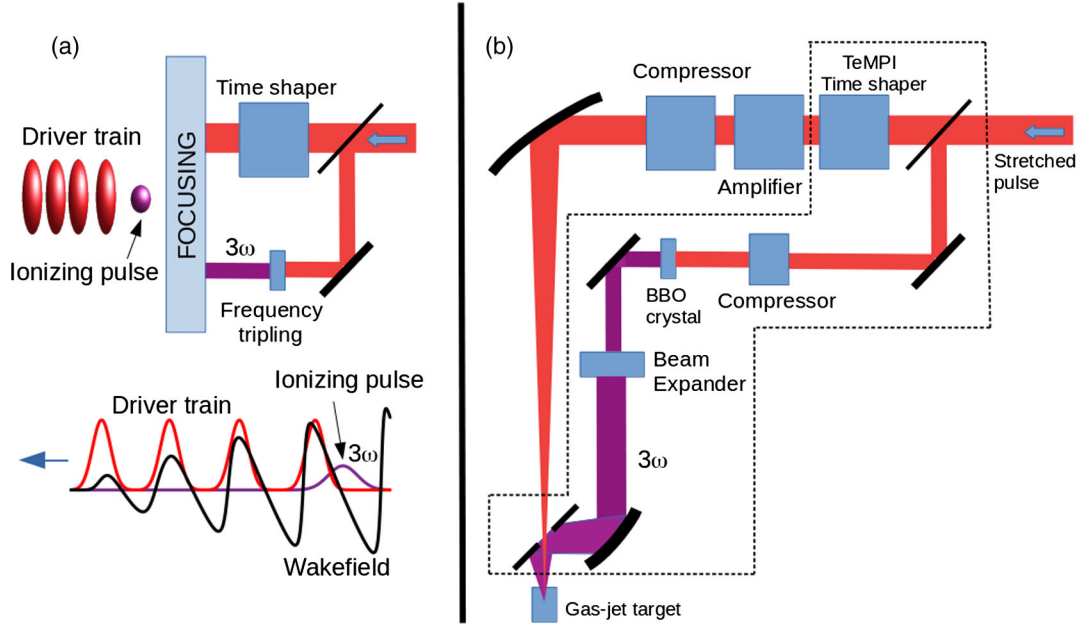 (a)
Time shaper
Driver train
FOCUSING
3ω
Ionizing pulse
Frequency
tripling
Ionizing pulse
Driver train
3ω
Wakefield
(b)
TeMPI
Compressor
Time shaper
Amplifier
Stretched
pulse
BBO
crystal
Compressor
Beam
Expander
3ω
Gas-jet target